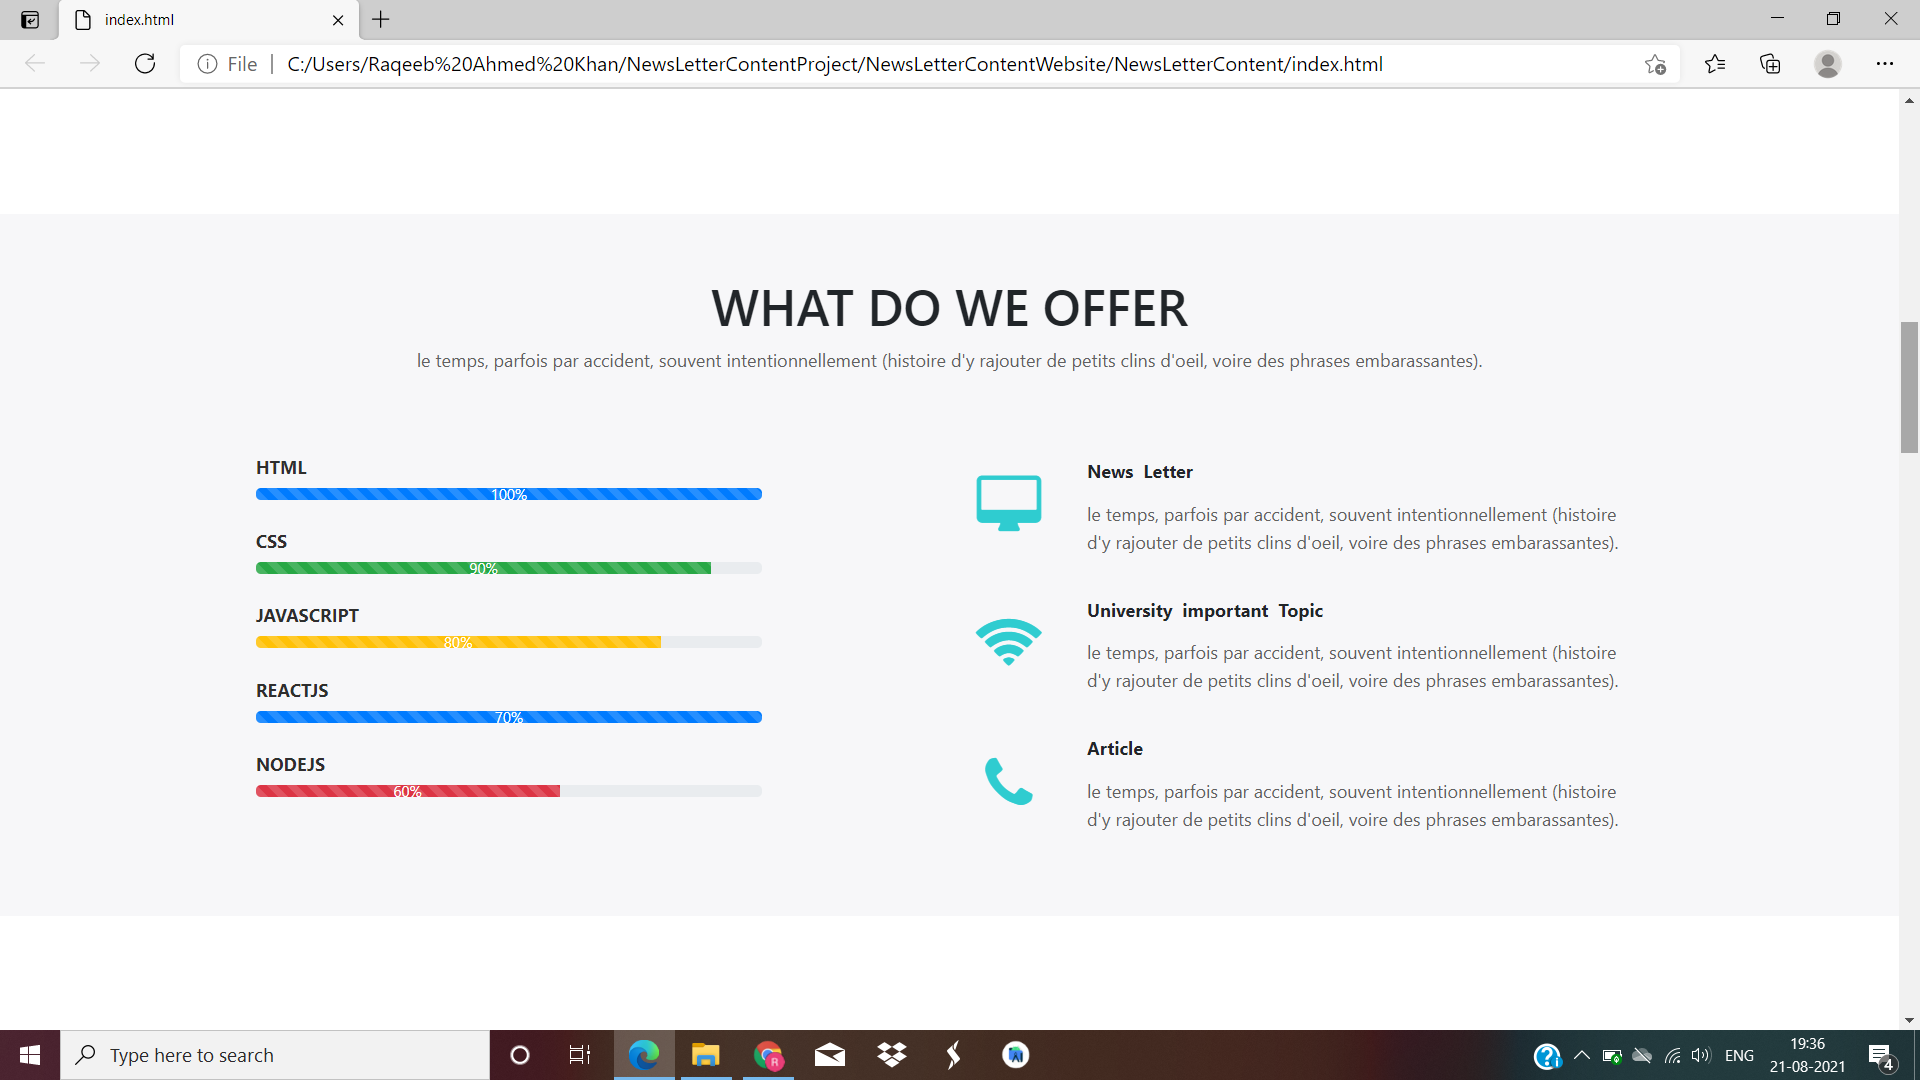 index.html
File | C:/Users/Raqeeb%20Ahmed%20Khan/NewsLetterContentProject/NewsLetterContentWebsite/NewsLetterContent/index.html
WHAT DO WE OFFER
le temps, parfois par accident, souvent intentionnellement (histoire d'y rajouter de petits clins d'oeil, voire des phrases embarassantes).
HTML
100%
CSS
90%
JAVASCRIPT
80%
REACTJS
70%
NODEJS
60%
News Letter
le temps, parfois par accident, souvent intentionnellement (histoire
d'y rajouter de petits clins d'oeil, voire des phrases embarassantes).
University important Topic
le temps, parfois par accident, souvent intentionnellement (histoire
d'y rajouter de petits clins d'oeil, voire des phrases embarassantes).
Article
le temps, parfois par accident, souvent intentionnellement (histoire
d'y rajouter de petits clins d'oeil, voire des phrases embarassantes).
Type here to search
R
ENG
19:36
21-08-2021
4